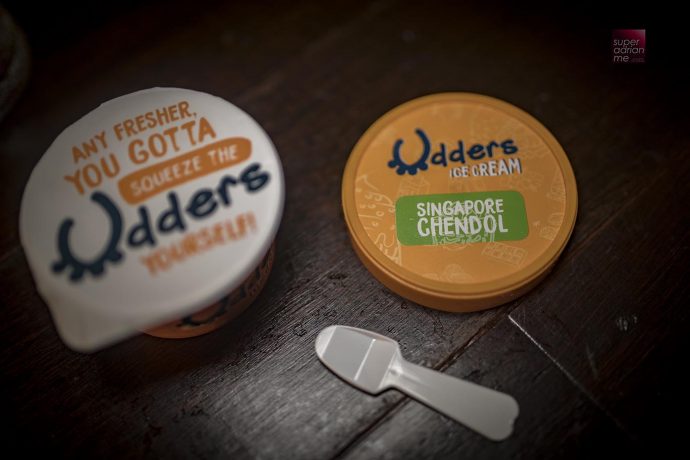 ANY FRESHER,
YOU GOTTA
SQUEEZE THE
Udders
YOURSELF!
Udders
ICE CREAM
SINGAPORE
CHENDOL
super
adrian
me